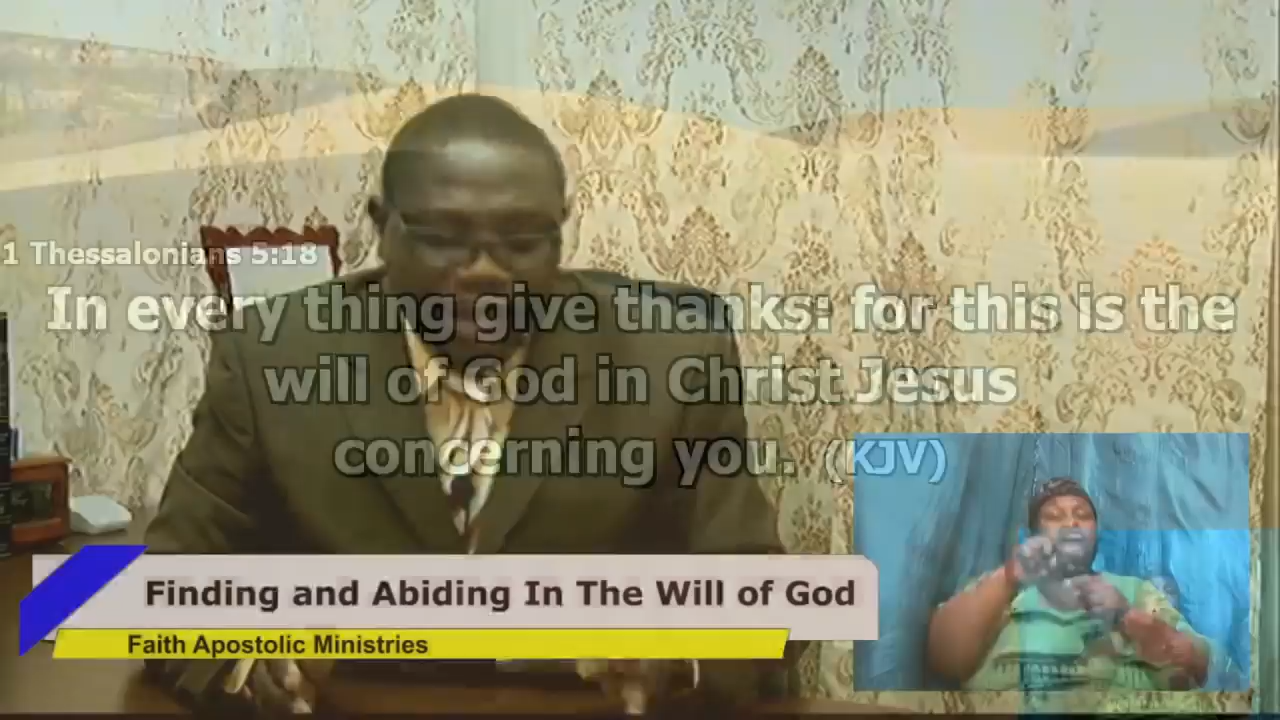 1 Thessalonians 5:18
In every thing give thanks: for this is the
will of God in Christ Jesus
concerning you. (KJV)
Finding and Abiding In The Will of God
Faith Apostolic Ministries